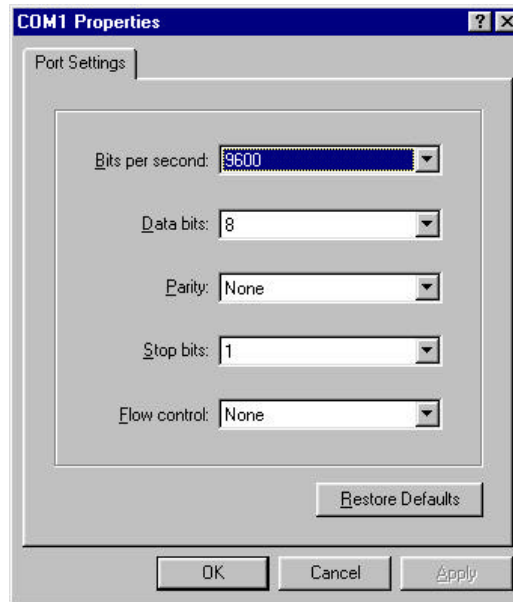 COM1 Properties
Port Settings
Bits per second: 9600
Data bits: 8
Parity: None
Stop bits: 1
Flow control: None
Restore Defaults
OK Cancel Apply